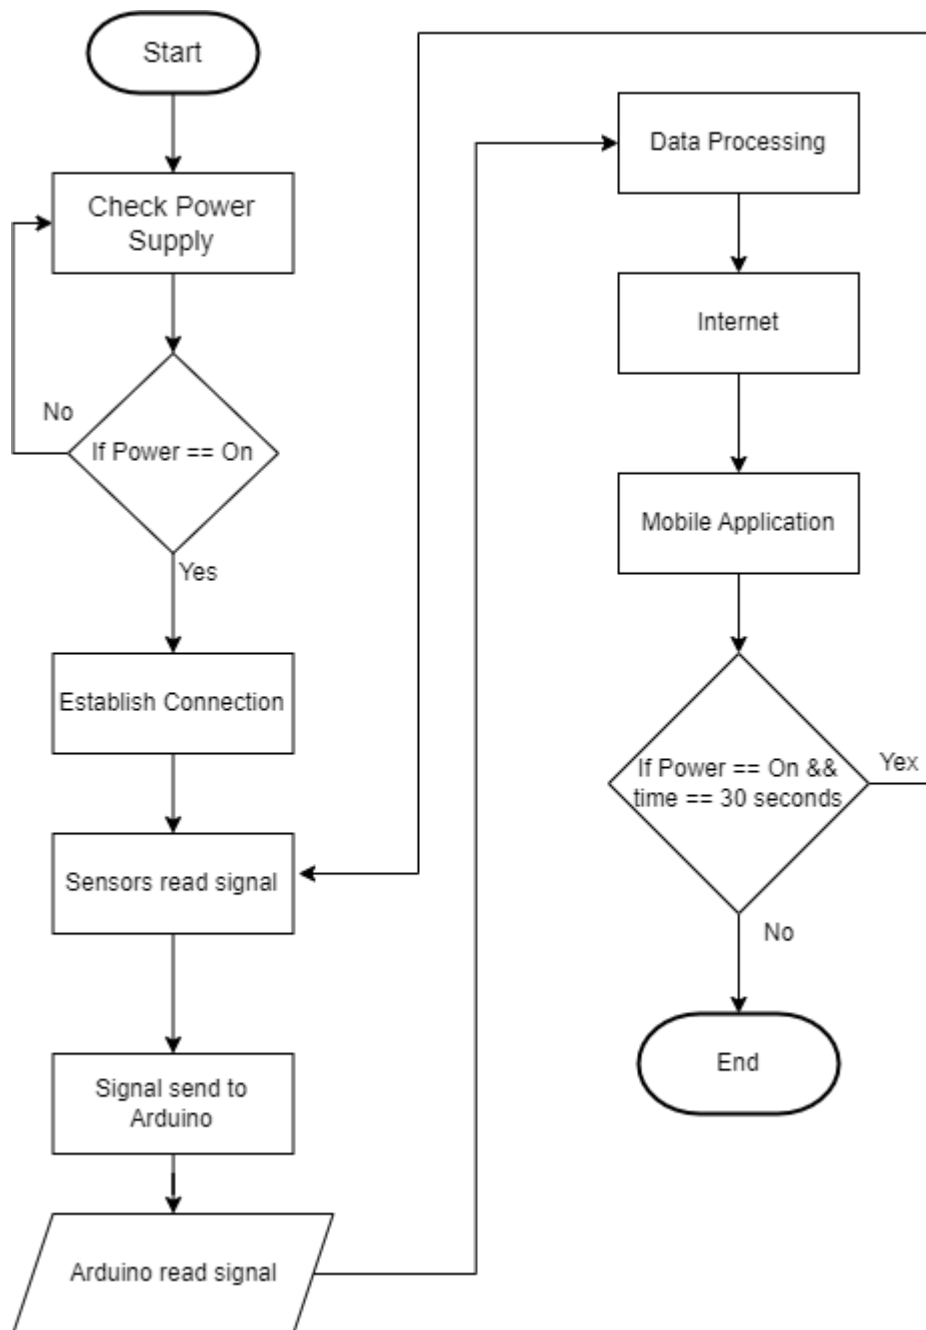 Start
Check Power
Supply
No
If Power == On
Yes
Establish Connection
Sensors read signal
Signal send to
Arduino
Arduino read signal
Data Processing
Internet
Mobile Application
If Power == On &&
time == 30 seconds
Yex
No
End